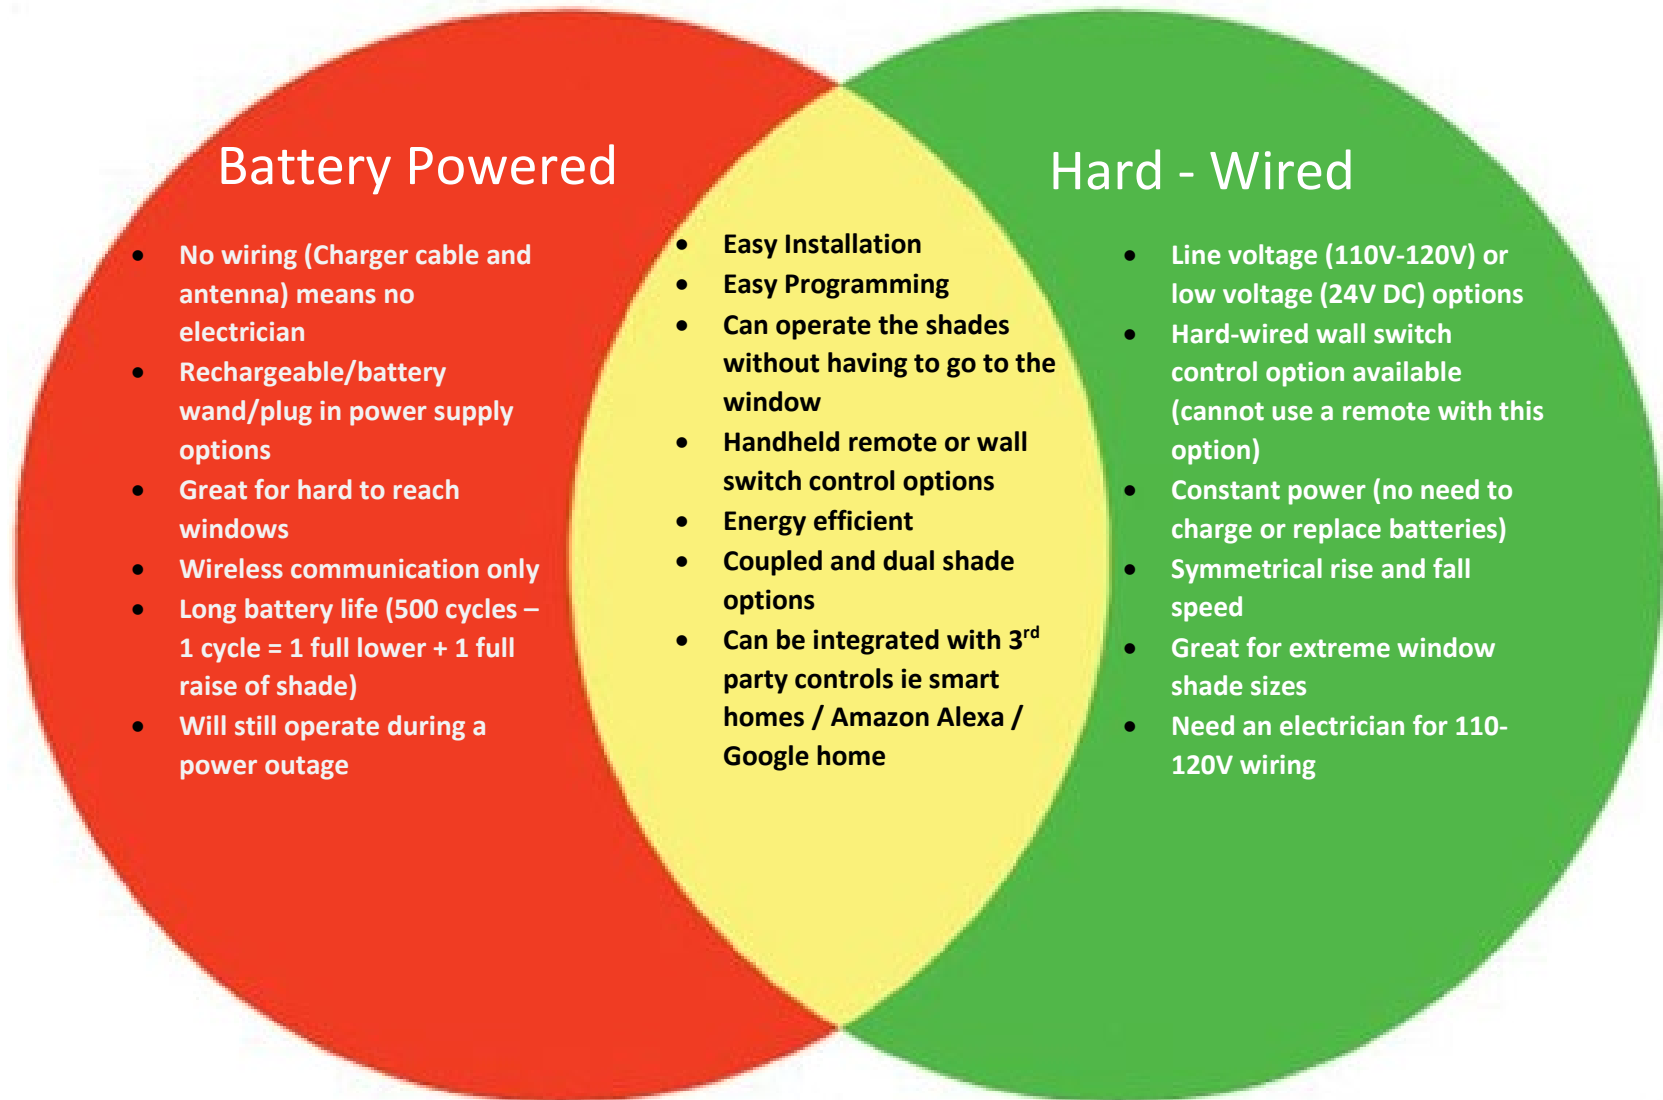 Battery Powered
• No wiring (Charger cable and
antenna) means no
electrician
• Rechargeable/battery
wand/plug in power supply
options
• Great for hard to reach
windows
• Wireless communication only
• Long battery life (500 cycles –
1 cycle = 1 full lower + 1 full
raise of shade)
• Will still operate during a
power outage
• Easy Installation
• Easy Programming
• Can operate the shades
without having to go to the
window
• Handheld remote or wall
switch control options
• Energy efficient
• Coupled and dual shade
options
• Can be integrated with 3rd
party controls ie smart
homes / Amazon Alexa /
Google home
Hard - Wired
• Line voltage (110V-120V) or
low voltage (24V DC) options
• Hard-wired wall switch
control option available
(cannot use a remote with this
option)
• Constant power (no need to
charge or replace batteries)
• Symmetrical rise and fall
speed
• Great for extreme window
shade sizes
• Need an electrician for 110-
120V wiring